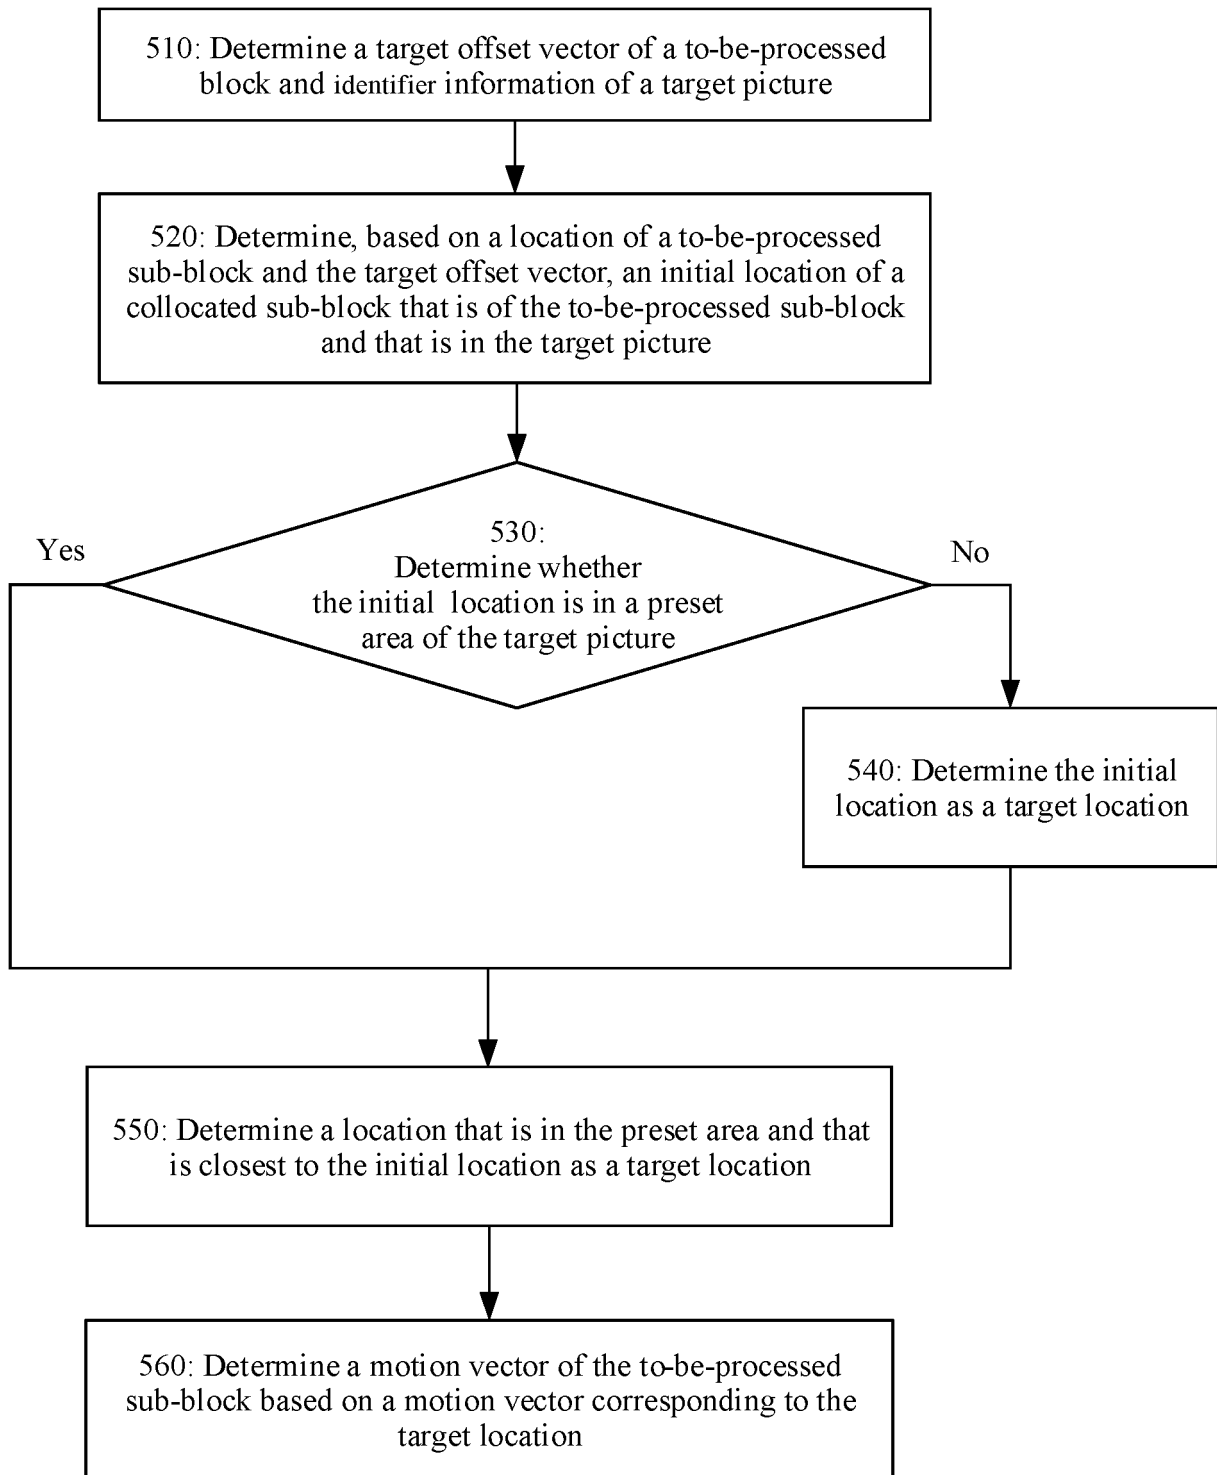 510: Determine a target offset vector of a to-be-processed
block and identifier information of a target picture
520: Determine, based on a location of a to-be-processed
sub-block and the target offset vector, an initial location of a
collocated sub-block that is of the to-be-processed sub-block
and that is in the target picture
530:
Determine whether
the initial location is in a preset
area of the target picture
Yes
No
540: Determine the initial
location as a target location
550: Determine a location that is in the preset area and that
is closest to the initial location as a target location
560: Determine a motion vector of the to-be-processed
sub-block based on a motion vector corresponding to the
target location